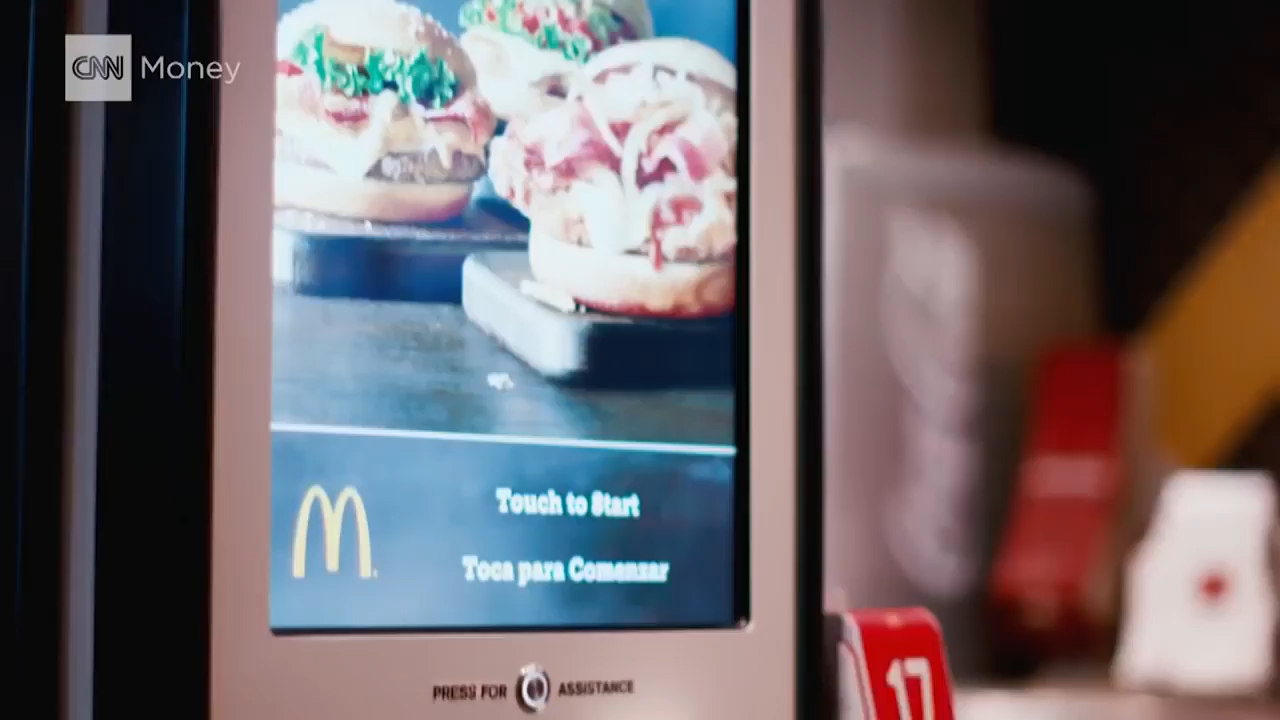 CNN Money
Touch to Start
Toca para Comenzar
PRESS FOR ASSISTANCE
17